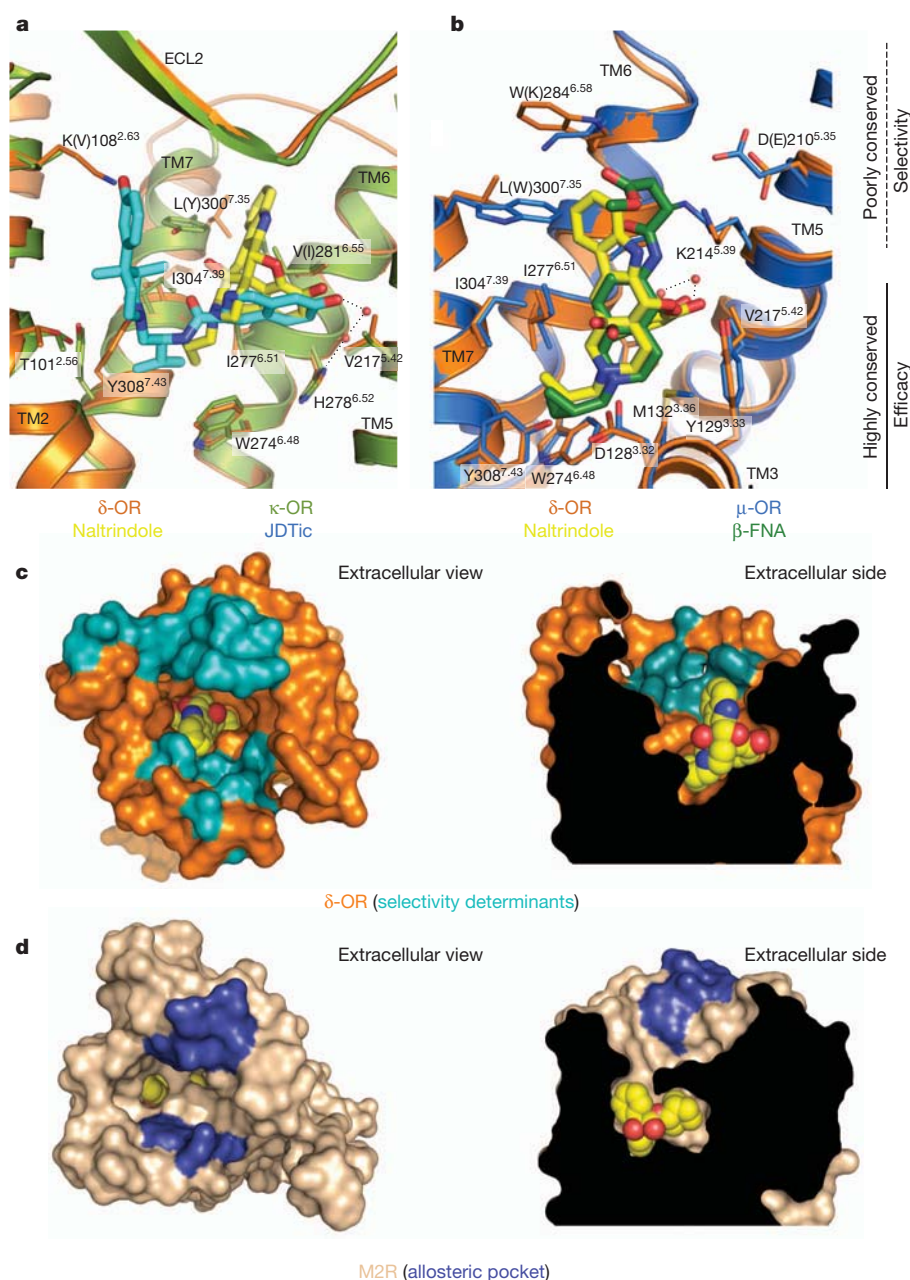 a
ECL2
K(V)108^2.63
TM7
TM6
L(Y)300^7.35
V(I)281^6.55
I304^7.39
T101^2.56
Y308^7.43
I277^6.51
V217^5.42
H278^6.52
TM2
W274^6.48
TM5
δ-OR
κ-OR
Naltrindole
JDTic
b
TM6
W(K)284^6.58
D(E)210^5.35
L(W)300^7.35
TM5
K214^5.39
I304^7.39
I277^6.51
V217^5.42
TM7
M132^3.36
Y129^3.33
D128^3.32
Y308^7.43
W274^6.48
TM3
Poorly conserved
Selectivity
Highly conserved
Efficacy
δ-OR
μ-OR
Naltrindole
β-FNA
c
Extracellular view
Extracellular side
δ-OR (selectivity determinants)
d
Extracellular view
Extracellular side
M2R (allosteric pocket)